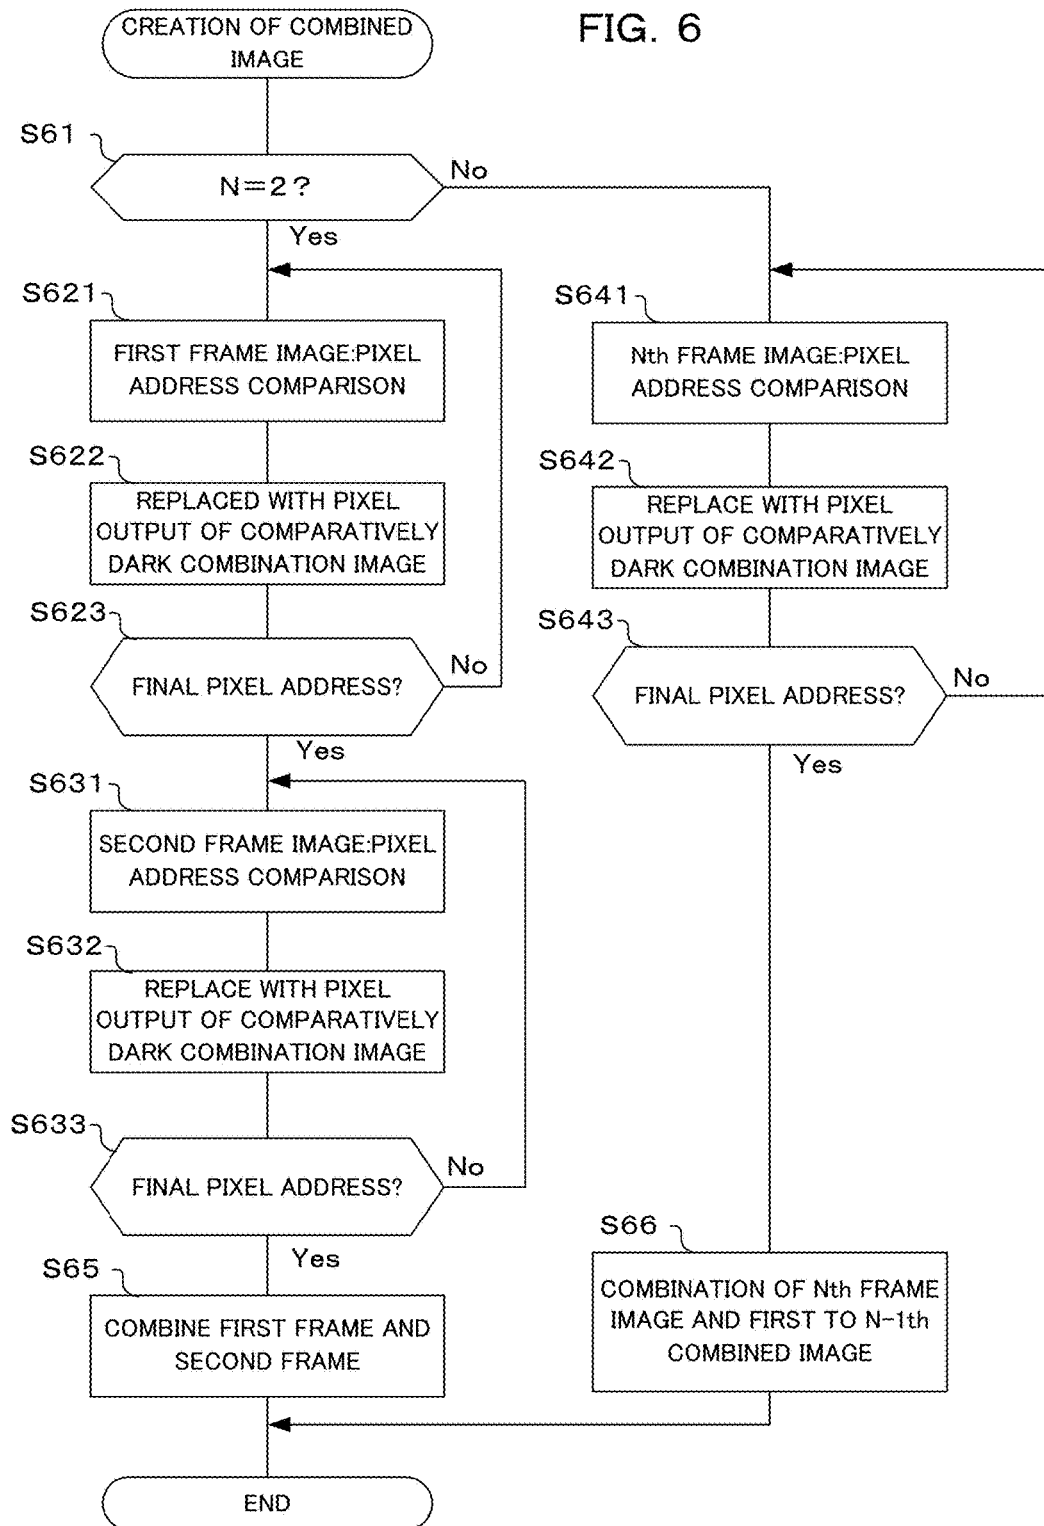 CREATION OF COMBINED
IMAGE
FIG. 6
S61
N=2?
No
Yes
S621
FIRST FRAME IMAGE:PIXEL
ADDRESS COMPARISON
S622
REPLACED WITH PIXEL
OUTPUT OF COMPARATIVELY
DARK COMBINATION IMAGE
S623
FINAL PIXEL ADDRESS?
No
Yes
S631
SECOND FRAME IMAGE:PIXEL
ADDRESS COMPARISON
S632
REPLACE WITH PIXEL
OUTPUT OF COMPARATIVELY
DARK COMBINATION IMAGE
S633
FINAL PIXEL ADDRESS?
No
Yes
S65
COMBINE FIRST FRAME AND
SECOND FRAME
S641
Nth FRAME IMAGE:PIXEL
ADDRESS COMPARISON
S642
REPLACE WITH PIXEL
OUTPUT OF COMPARATIVELY
DARK COMBINATION IMAGE
S643
FINAL PIXEL ADDRESS?
No
Yes
S66
COMBINATION OF Nth FRAME
IMAGE AND FIRST TO N-1th
COMBINED IMAGE
END